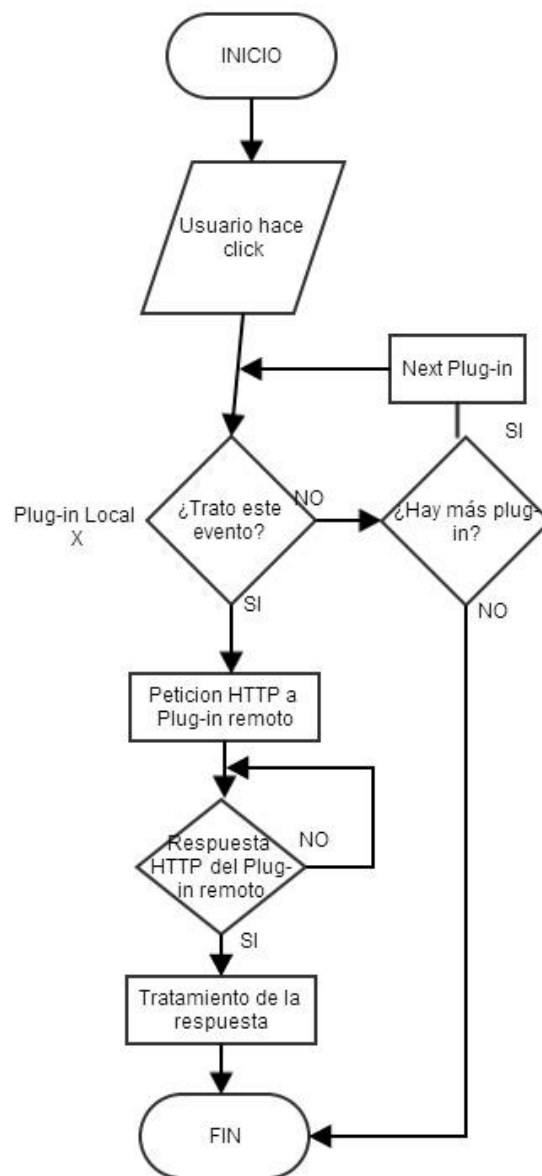 INICIO
Usuario hace
click
Next Plug-in
SI
¿Trato este
evento?
NO
¿Hay más plug-
in?
Plug-in Local
X
SI
NO
Peticion HTTP a
Plug-in remoto
Respuesta
HTTP del Plug-
in remoto
NO
SI
Tratamiento de la
respuesta
FIN